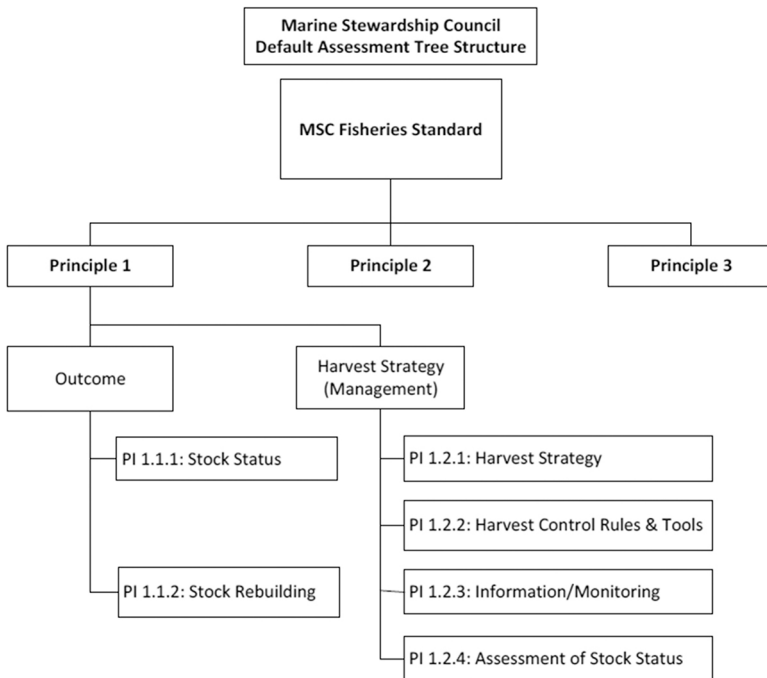 Marine Stewardship Council
Default Assessment Tree Structure
MSC Fisheries Standard
Principle 1
Principle 2
Principle 3
Outcome
Harvest Strategy
(Management)
PI 1.1.1: Stock Status
PI 1.1.2: Stock Rebuilding
PI 1.2.1: Harvest Strategy
PI 1.2.2: Harvest Control Rules & Tools
PI 1.2.3: Information/Monitoring
PI 1.2.4: Assessment of Stock Status